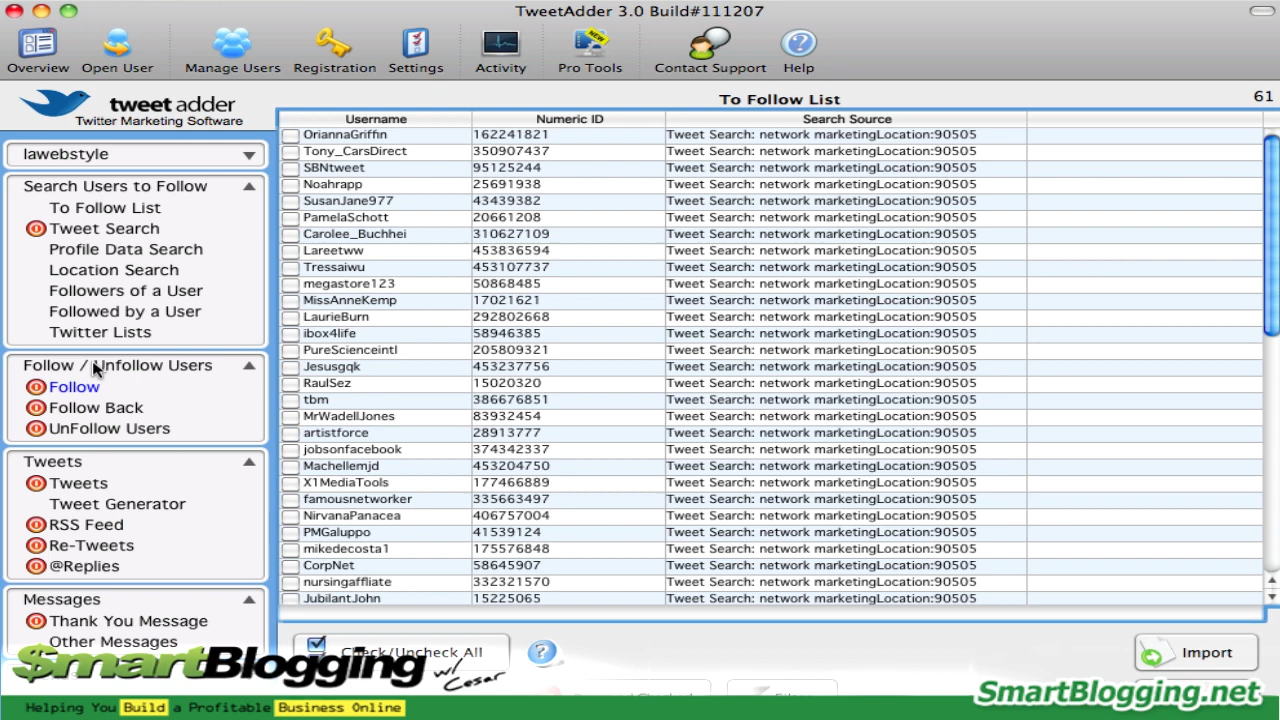 TweetAdder 3.0 Build#111207
Overview Open User Manage Users Registration Settings Activity Pro Tools Contact Support Help
NEW
tweet adder
Twitter Marketing Software
To Follow List 61
lawebstyle
Search Users to Follow
To Follow List
Tweet Search
Profile Data Search
Location Search
Followers of a User
Followed by a User
Twitter Lists
Follow / Unfollow Users
Follow
Follow Back
UnFollow Users
Tweets
Tweets
Tweet Generator
RSS Feed
Re-Tweets
@Replies
Messages
Thank You Message
Other Messages
Username Numeric ID Search Source
OriannaGriffin 162241821 Tweet Search: network marketingLocation:90505
Tony_CarsDirect 350907437 Tweet Search: network marketingLocation:90505
SBNtweet 95125244 Tweet Search: network marketingLocation:90505
Noahrapp 25691938 Tweet Search: network marketingLocation:90505
SusanJane977 43439382 Tweet Search: network marketingLocation:90505
PamelaSchott 20661208 Tweet Search: network marketingLocation:90505
Carolee_Buchhei 310627109 Tweet Search: network marketingLocation:90505
Lareetww 453836594 Tweet Search: network marketingLocation:90505
Tressaiwu 453107737 Tweet Search: network marketingLocation:90505
megastore123 50868485 Tweet Search: network marketingLocation:90505
MissAnneKemp 17021621 Tweet Search: network marketingLocation:90505
LaurieBurn 292802668 Tweet Search: network marketingLocation:90505
ibox4life 58946385 Tweet Search: network marketingLocation:90505
PureScienceintl 205809321 Tweet Search: network marketingLocation:90505
Jesusgqk 453237756 Tweet Search: network marketingLocation:90505
RaulSez 15020320 Tweet Search: network marketingLocation:90505
tbm 386676851 Tweet Search: network marketingLocation:90505
MrWadellJones 83932454 Tweet Search: network marketingLocation:90505
artistforce 28913777 Tweet Search: network marketingLocation:90505
jobsonfacebook 374342337 Tweet Search: network marketingLocation:90505
Machellemjd 453204750 Tweet Search: network marketingLocation:90505
X1MediaTools 177466889 Tweet Search: network marketingLocation:90505
famousnetworker 335663497 Tweet Search: network marketingLocation:90505
NirvanaPanacea 406757004 Tweet Search: network marketingLocation:90505
PMGaluppo 41539124 Tweet Search: network marketingLocation:90505
mikedecosta1 175576848 Tweet Search: network marketingLocation:90505
CorpNet 58645907 Tweet Search: network marketingLocation:90505
nursingaffliate 332321570 Tweet Search: network marketingLocation:90505
JubilantJohn 15225065 Tweet Search: network marketingLocation:90505
Check/Uncheck All Import
$martBlogging w/ Cesar
SmartBlogging.net
Helping You Build a Profitable Business Online